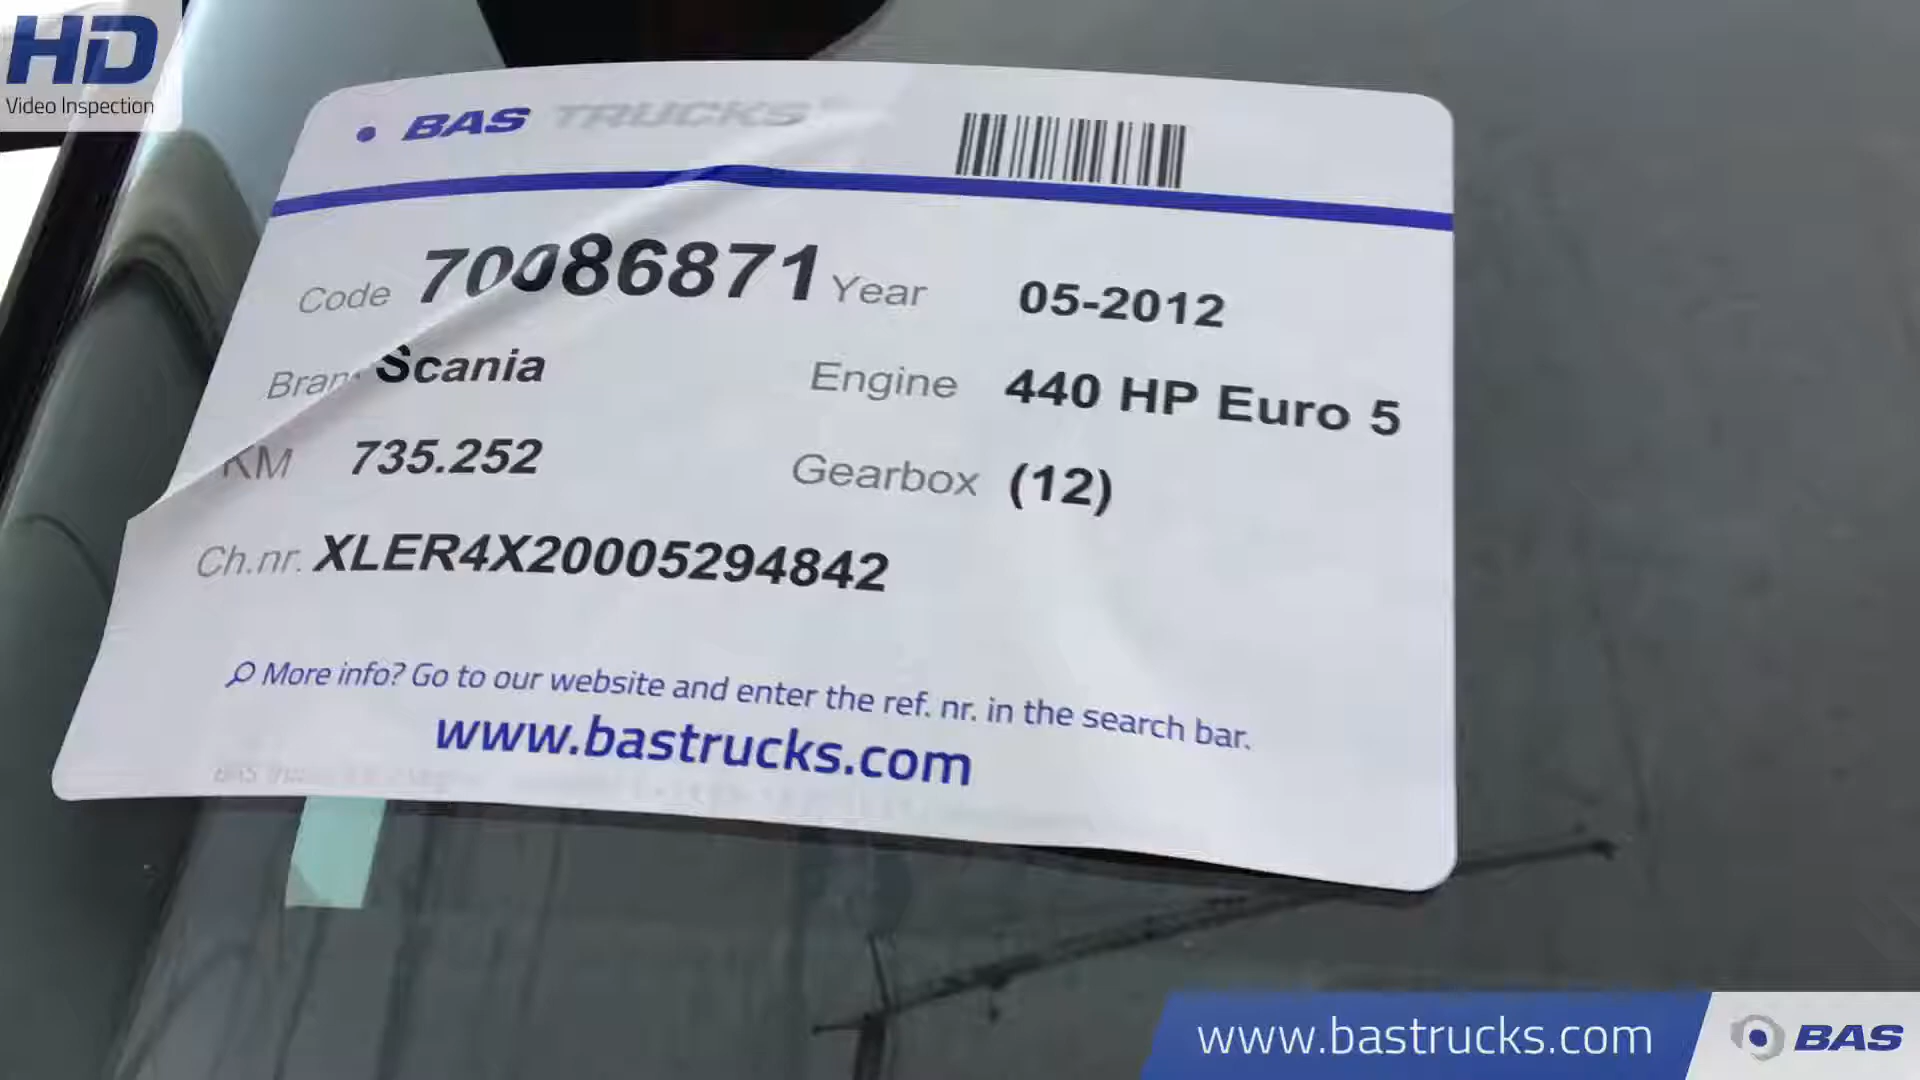 HD
Video Inspection
BAS TRUCKS
Code 70086871 Year 05-2012
Scania Engine 440 HP Euro 5
KM 735.252 Gearbox (12)
Ch.nr. XLER4X20005294842
More info? Go to our website and enter the ref. nr. in the search bar.
www.bastrucks.com
www.bastrucks.com BAS